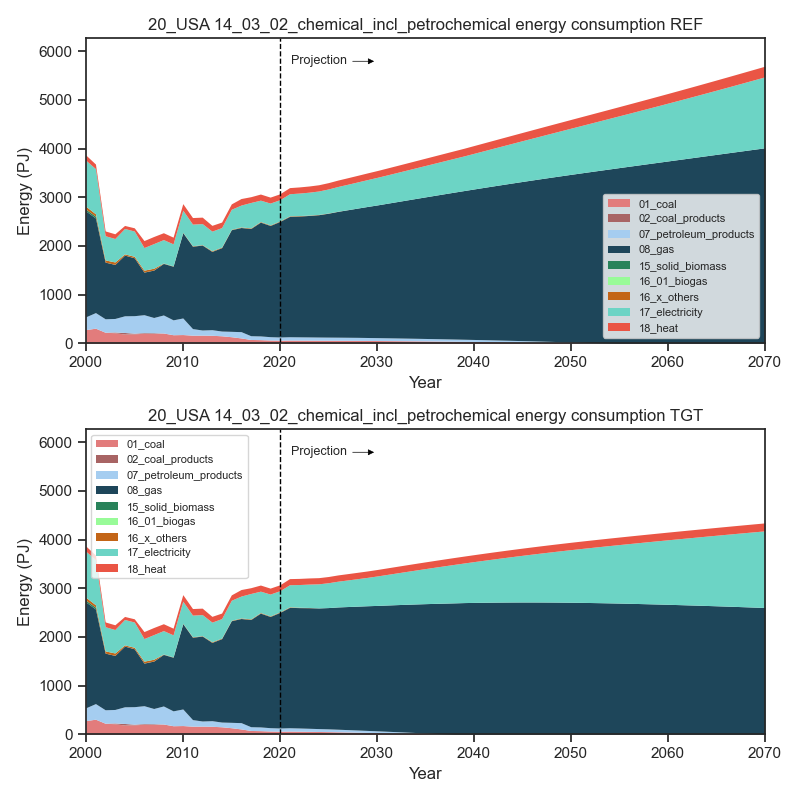 20_USA 14_03_02_chemical_incl_petrochemical energy consumption REF
6000
5000
4000
3000
2000
1000
0
Energy (PJ)
Projection
01_coal
02_coal_products
07_petroleum_products
08_gas
15_solid_biomass
16_01_biogas
16_x_others
17_electricity
18_heat
2000 2010 2020 2030 2040 2050 2060 2070
Year
20_USA 14_03_02_chemical_incl_petrochemical energy consumption TGT
6000
5000
4000
3000
2000
1000
0
Energy (PJ)
01_coal
02_coal_products
07_petroleum_products
08_gas
15_solid_biomass
16_01_biogas
16_x_others
17_electricity
18_heat
Projection
2000 2010 2020 2030 2040 2050 2060 2070
Year